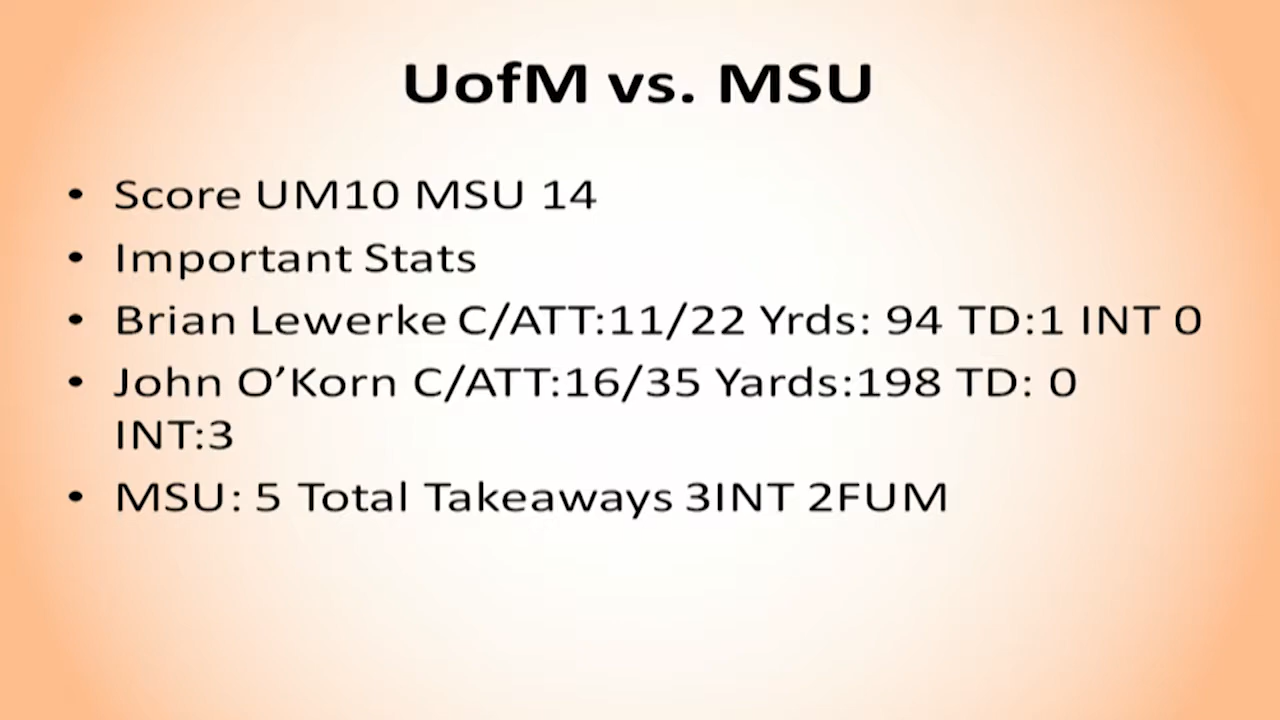 UofM vs. MSU
• Score UM10 MSU 14
• Important Stats
• Brian Lewerke C/ATT:11/22 Yrds: 94 TD:1 INT 0
• John O’Korn C/ATT:16/35 Yards:198 TD: 0
INT:3
• MSU: 5 Total Takeaways 3INT 2FUM